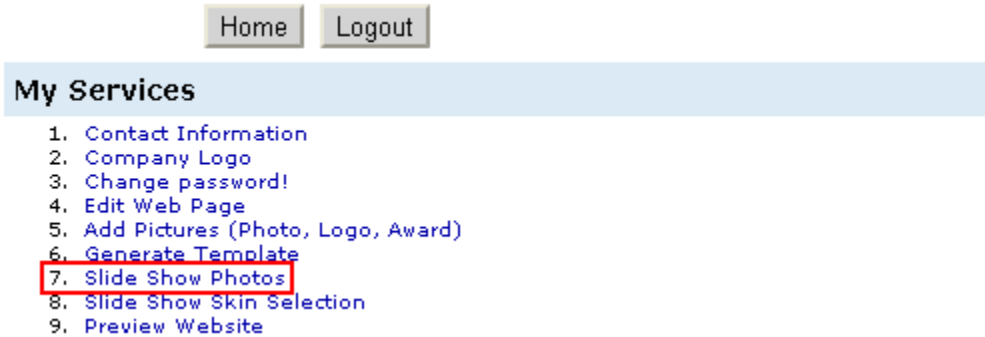 Home Logout
My Services
1. Contact Information
2. Company Logo
3. Change password!
4. Edit Web Page
5. Add Pictures (Photo, Logo, Award)
6. Generate Template
7. Slide Show Photos
8. Slide Show Skin Selection
9. Preview Website